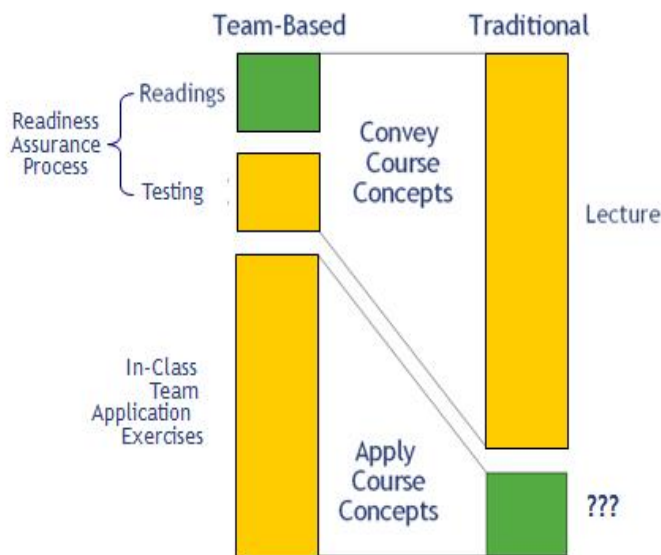 Team-Based
Traditional
Readings
Readiness
Assurance
Process
Testing
Convey
Course
Concepts
Lecture
In-Class
Team
Application
Exercises
Apply
Course
Concepts
???